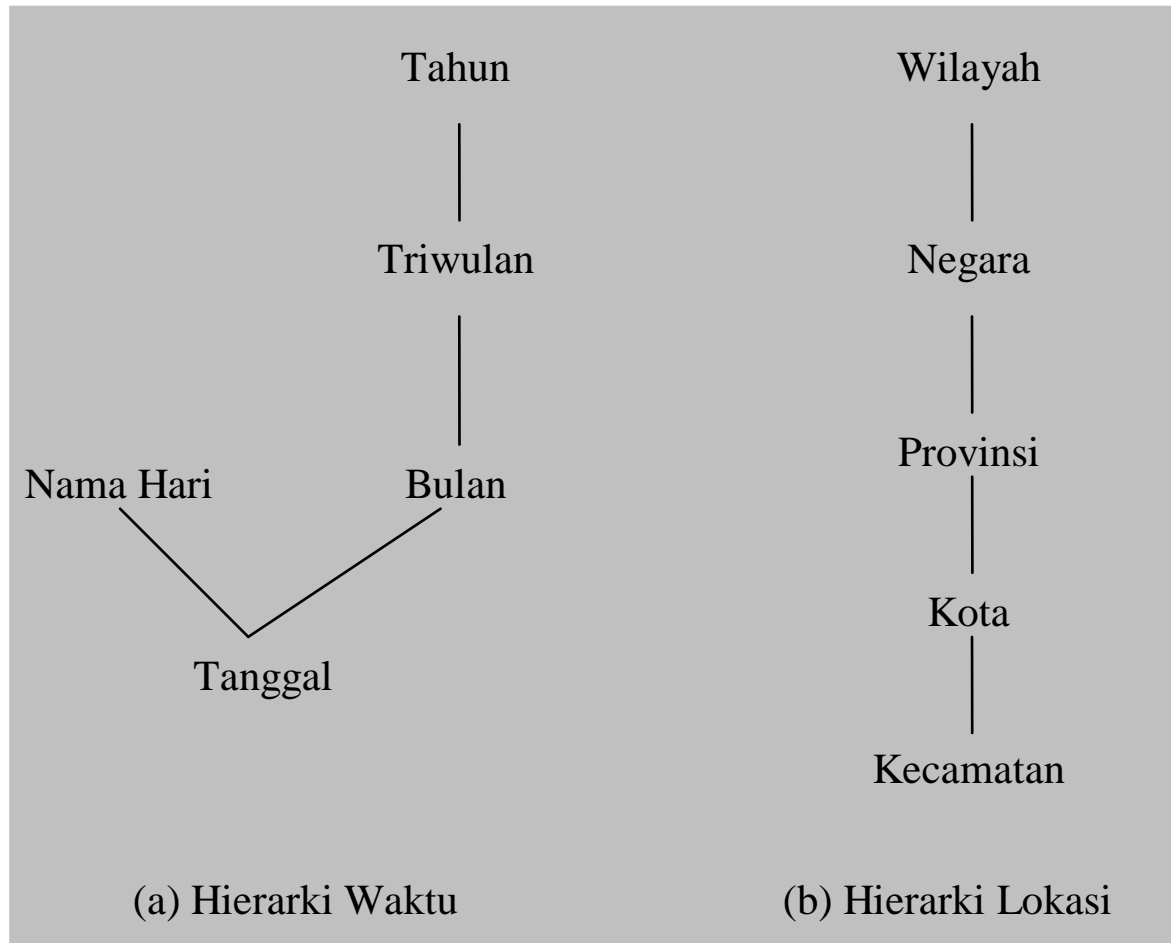 Tahun
Triwulan
Nama Hari
Bulan
Tanggal
(a) Hierarki Waktu
Wilayah
Negara
Provinsi
Kota
Kecamatan
(b) Hierarki Lokasi